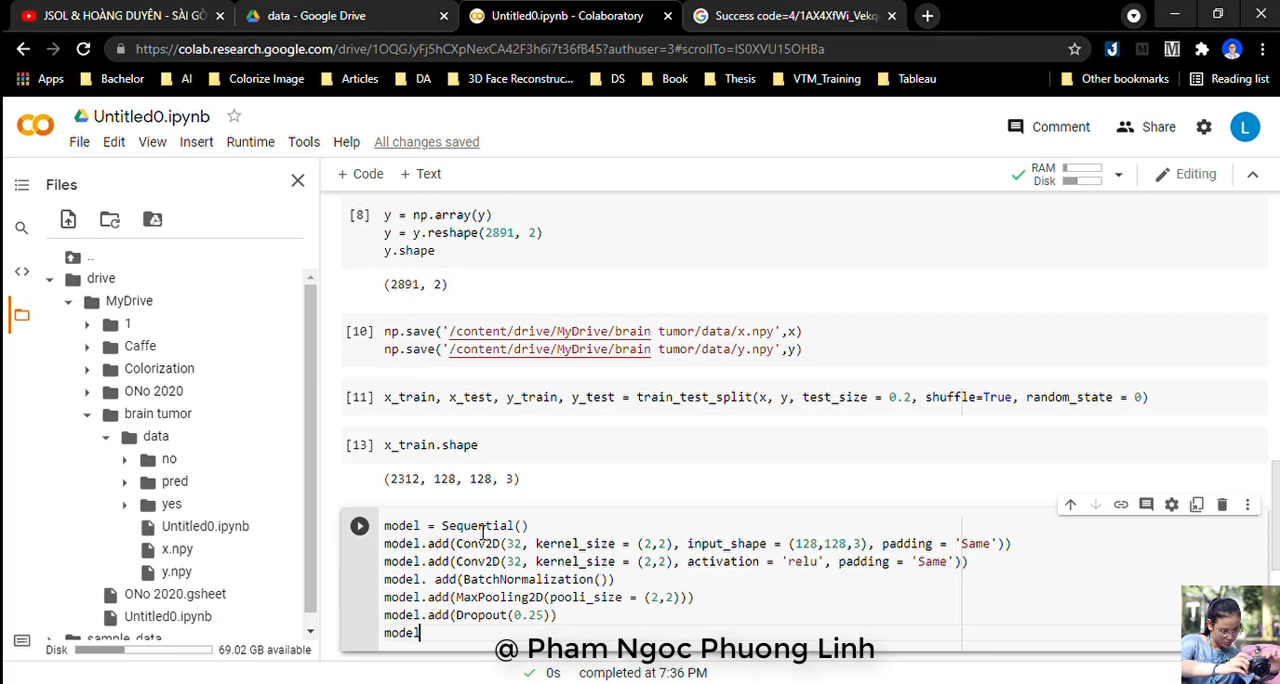 JSOL & HOÀNG DUYÊN - SÀI GÒ
data - Google Drive
Untitled0.ipynb - Colaboratory
Success code=4/1AX4XfWi_Vekq
https://colab.research.google.com/drive/1OQGJyFj5hCXpNexCA42F3h6i7t36fB45?authuser=3#scrollTo=IS0XVU15OHBa
Apps
Bachelor
AI
Colorize Image
Articles
DA
3D Face Reconstruc...
DS
Book
Thesis
VTM_Training
Tableau
Other bookmarks
Reading list
Untitled0.ipynb
Comment
Share
L
File Edit View Insert Runtime Tools Help All changes saved
Files
+ Code + Text
RAM
Disk
Editing
..
drive
MyDrive
1
Caffe
Colorization
ONo 2020
brain tumor
data
no
pred
yes
Untitled0.ipynb
x.npy
y.npy
ONo 2020.gsheet
Untitled0.ipynb
sample_data
Disk 69.02 GB available
[8] y = np.array(y)
y = y.reshape(2891, 2)
y.shape
(2891, 2)
[10] np.save('/content/drive/MyDrive/brain tumor/data/x.npy',x)
np.save('/content/drive/MyDrive/brain tumor/data/y.npy',y)
[11] x_train, x_test, y_train, y_test = train_test_split(x, y, test_size = 0.2, shuffle=True, random_state = 0)
[13] x_train.shape
(2312, 128, 128, 3)
model = Sequential()
model.add(Conv2D(32, kernel_size = (2,2), input_shape = (128,128,3), padding = 'Same'))
model.add(Conv2D(32, kernel_size = (2,2), activation = 'relu', padding = 'Same'))
model. add(BatchNormalization())
model.add(MaxPooling2D(pooli_size = (2,2)))
model.add(Dropout(0.25))
model
@ Pham Ngoc Phuong Linh
0s completed at 7:36 PM